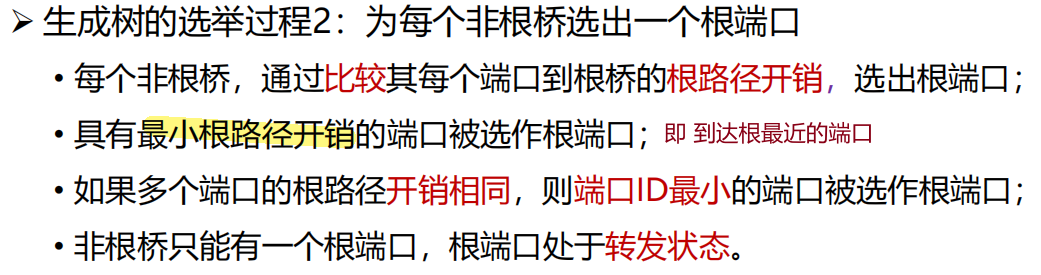 ➢ 生成树的选举过程2：为每个非根桥选出一个根端口
• 每个非根桥，通过比较其每个端口到根桥的根路径开销，选出根端口；
• 具有最小根路径开销的端口被选作根端口；即 到达根最近的端口
• 如果多个端口的根路径开销相同，则端口ID最小的端口被选作根端口；
• 非根桥只能有一个根端口，根端口处于转发状态。